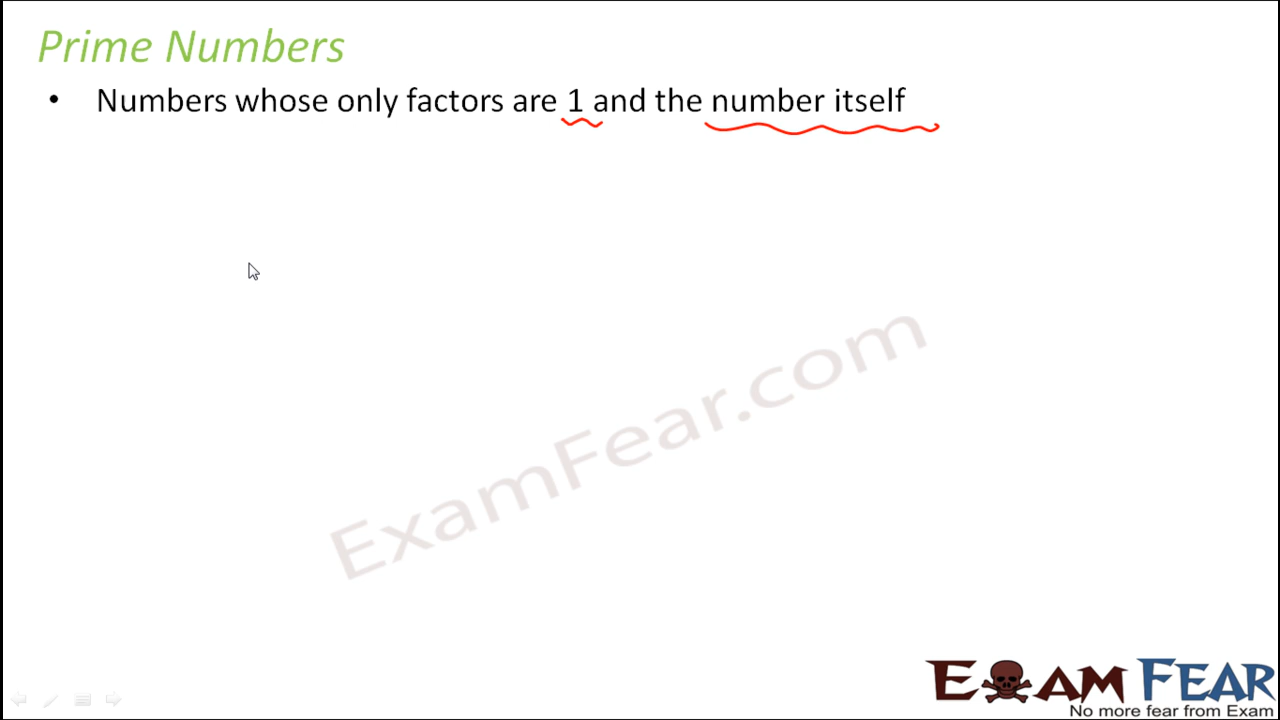 Prime Numbers
• Numbers whose only factors are 1 and the number itself
ExamFear.com
EXAM FEAR
No more fear from Exam